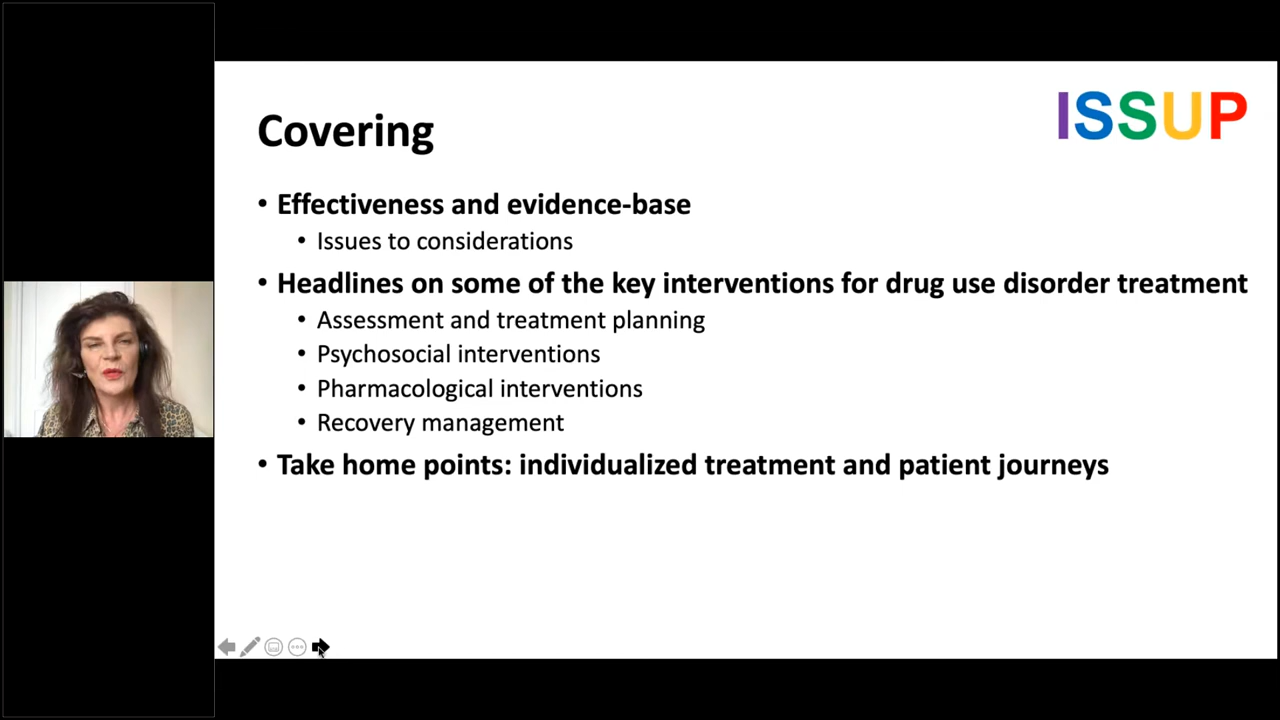 ISSUP
Covering
• Effectiveness and evidence-base
• Issues to considerations
• Headlines on some of the key interventions for drug use disorder treatment
• Assessment and treatment planning
• Psychosocial interventions
• Pharmacological interventions
• Recovery management
• Take home points: individualized treatment and patient journeys